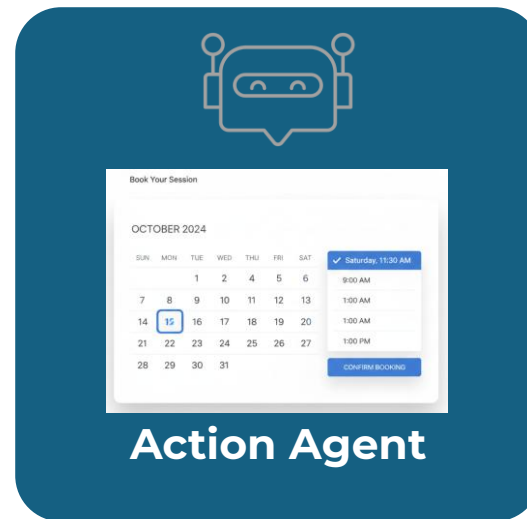 Book Your Session
OCTOBER 2024
SUN MON TUE WED THU FRI SAT
1 2 4 5 6
7 8 9 10 11 12 13
14 15 16 17 18 19 20
21 22 23 24 25 26 27
28 29 30 31
Saturday, 11:30 AM
9:00 AM
1:00 AM
1:00 AM
1:00 PM
CONFIRM BOOKING
Action Agent